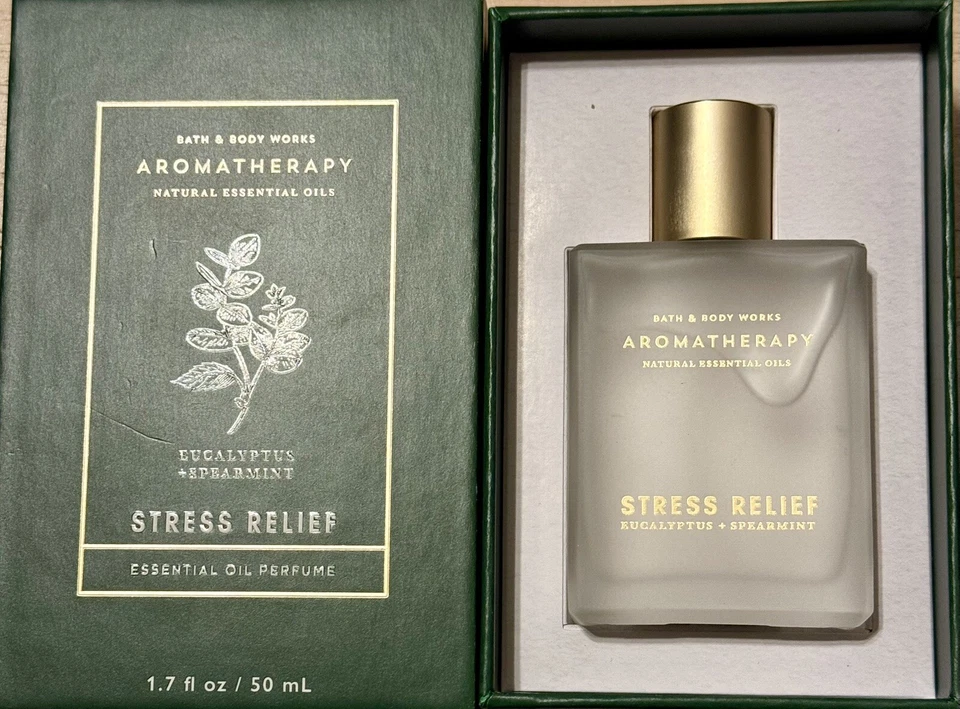 BATH & BODY WORKS
AROMATHERAPY
NATURAL ESSENTIAL OILS
EUCALYPTUS
+SPEARMINT
STRESS RELIEF
ESSENTIAL OIL PERFUME
1.7 fl oz / 50 mL
BATH & BODY WORKS
AROMATHERAPY
NATURAL ESSENTIAL OILS
STRESS RELIEF
EUCALYPTUS + SPEARMINT